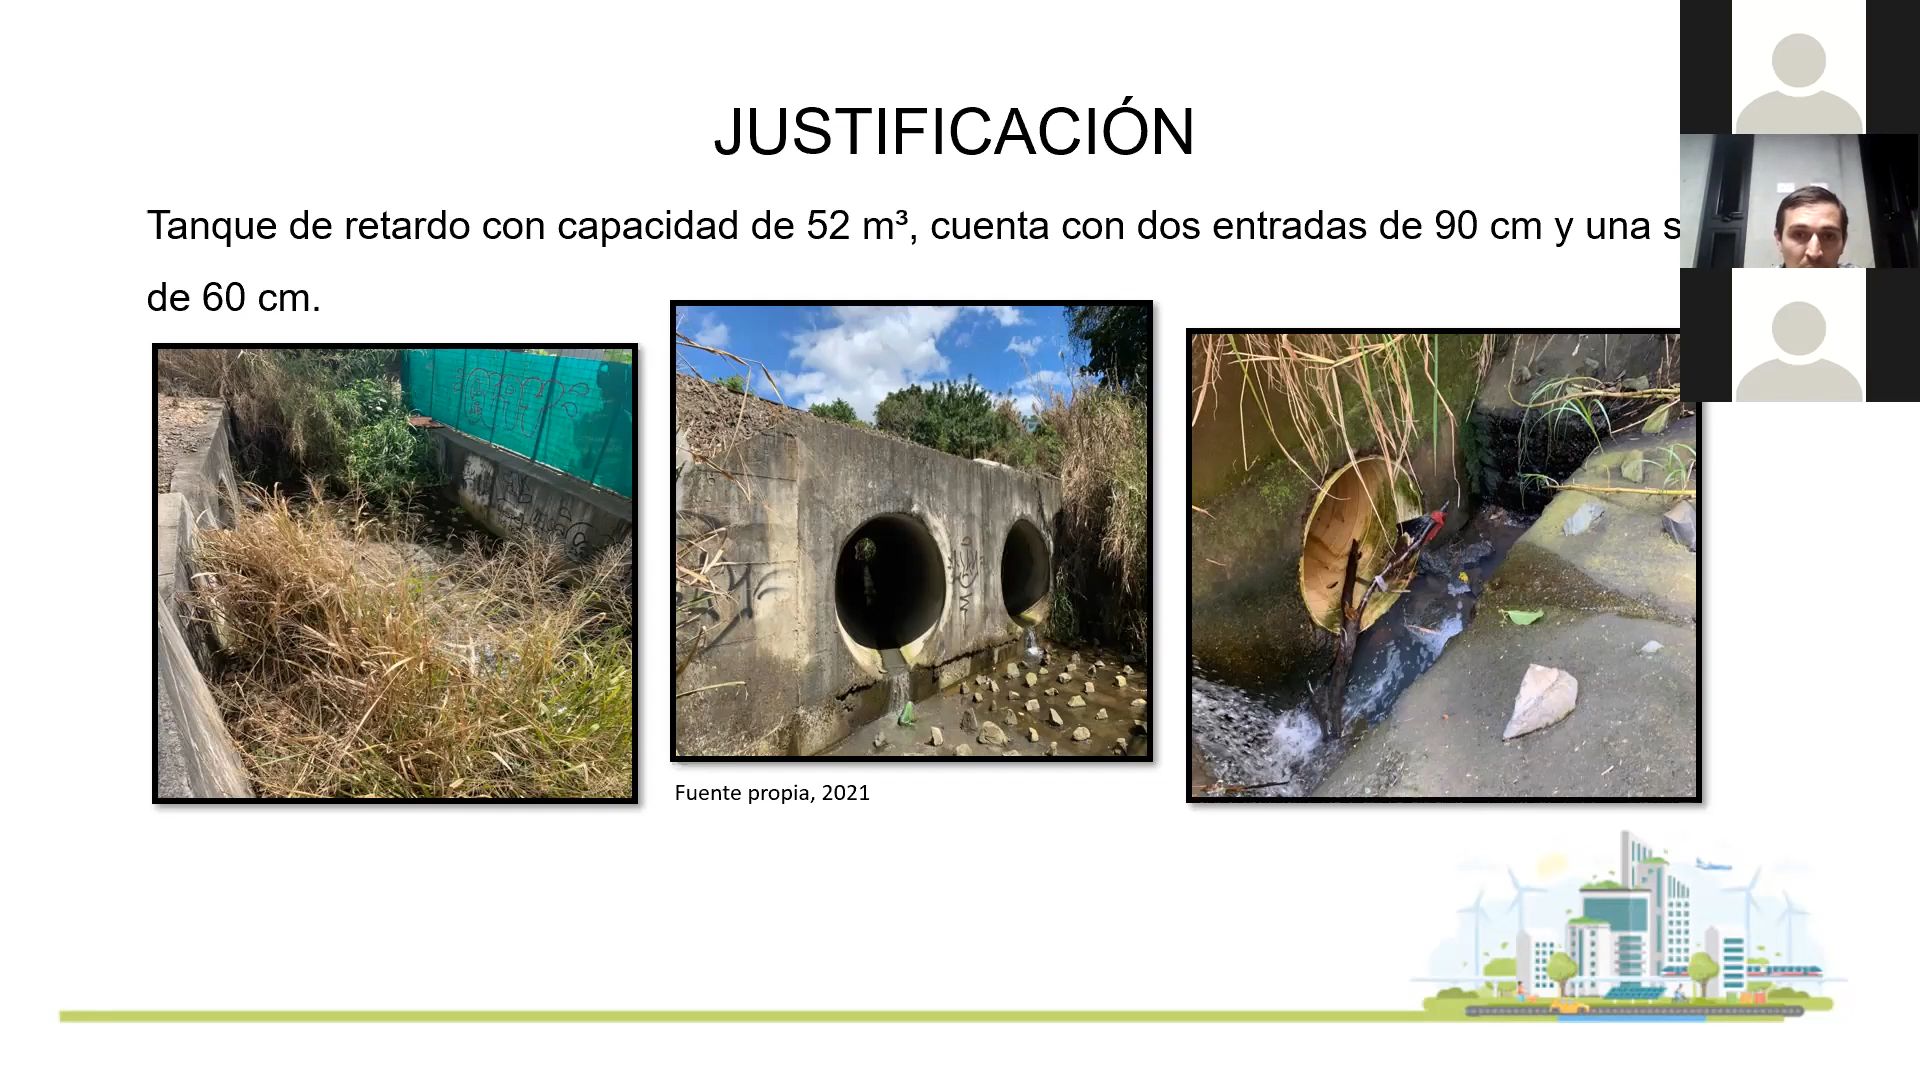 JUSTIFICACIÓN
Tanque de retardo con capacidad de 52 m³, cuenta con dos entradas de 90 cm y una
de 60 cm.
Fuente propia, 2021